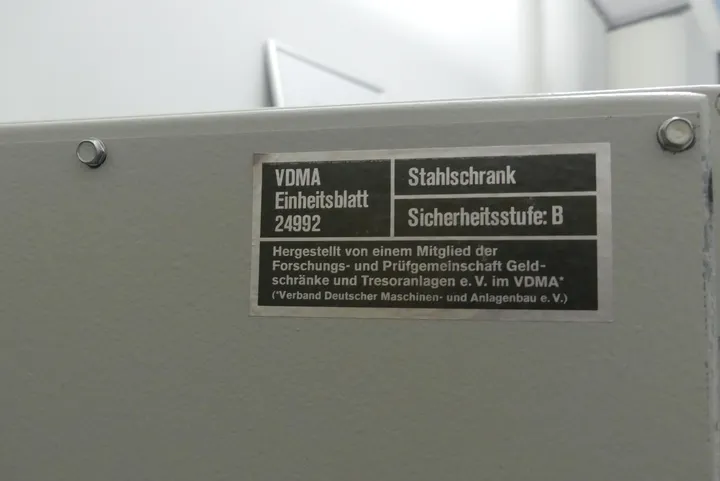 VDMA
Einheitsblatt
24992
Stahlschrank
Sicherheitsstufe: B
Hergestellt von einem Mitglied der
Forschungs- und Prüfgemeinschaft Geld-
schränke und Tresoranlagen e. V. im VDMA*
(*Verband Deutscher Maschinen- und Anlagenbau e. V.)